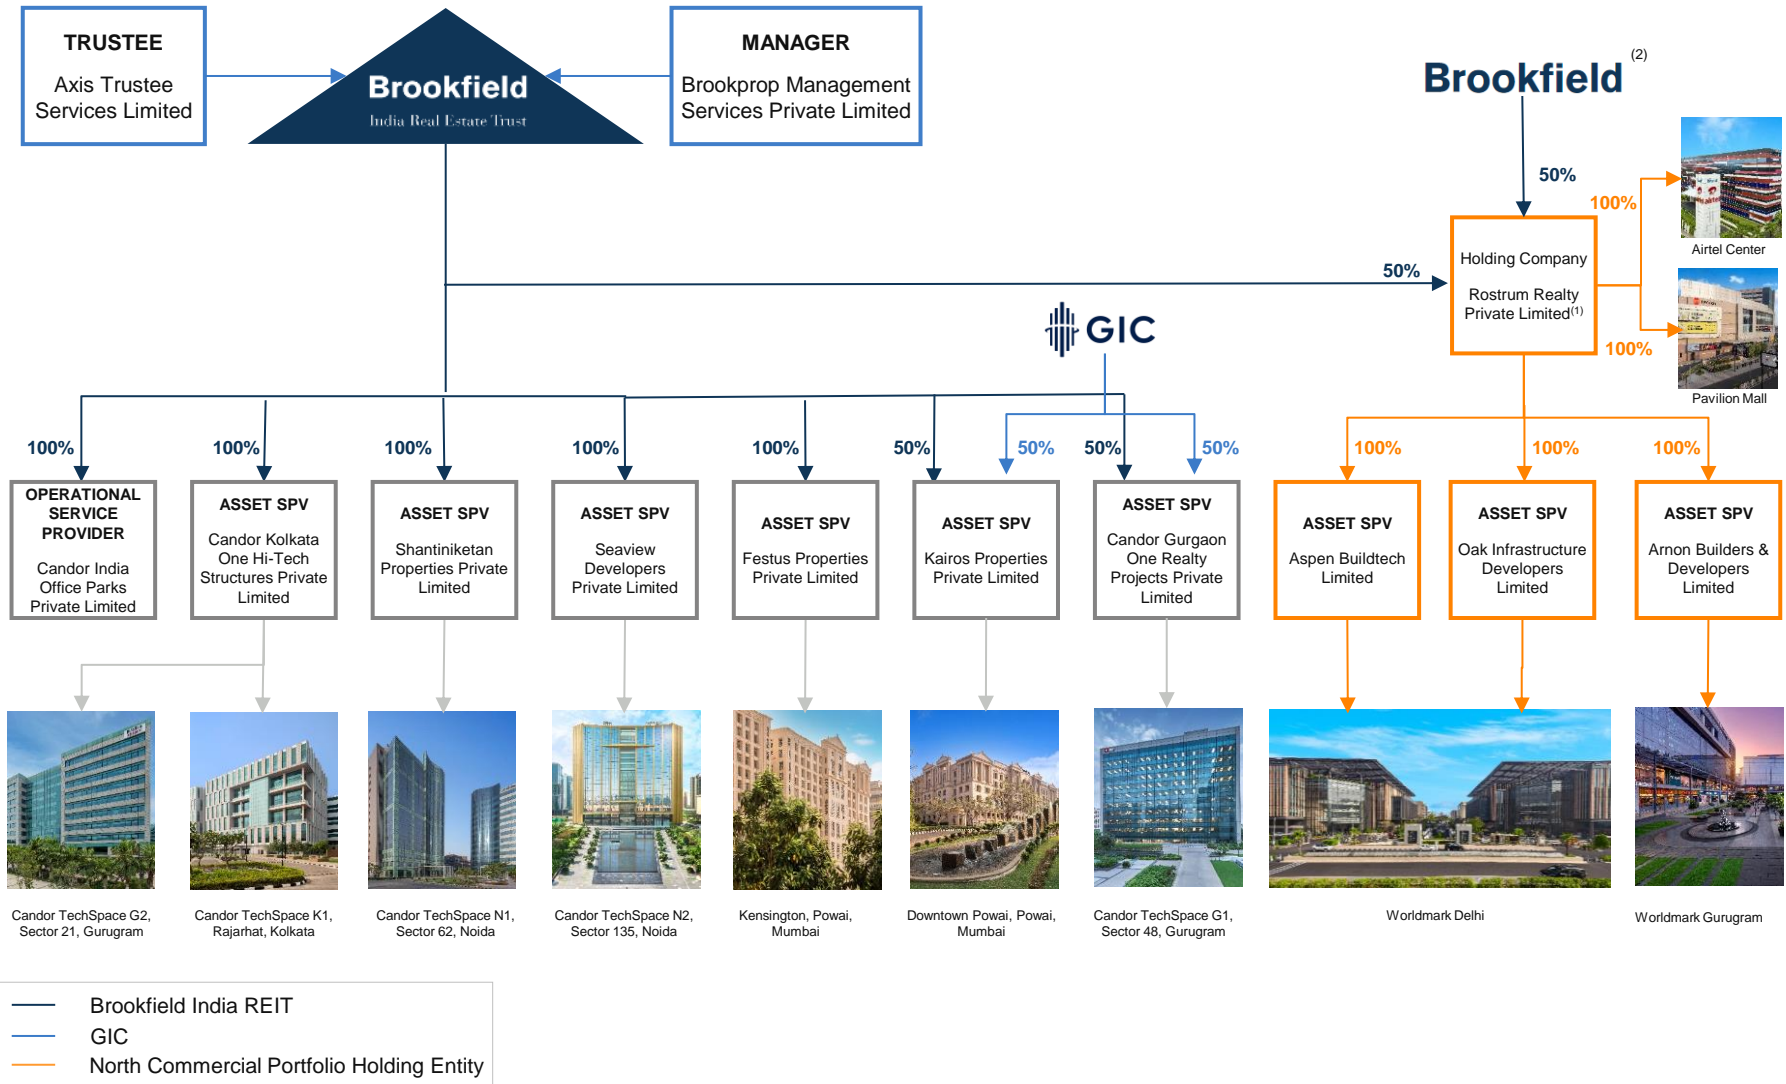 TRUSTEE
Axis Trustee
Services Limited
Brookfield
India Real Estate Trust
MANAGER
Brookprop Management
Services Private Limited
Brookfield (2)
50%
100%
Airtel Center
50%
Holding Company
Rostrum Realty
Private Limited(1)
100%
Pavilion Mall
GIC
100%
100%
100%
100%
100%
50%
50%
50%
50%
100%
100%
100%
OPERATIONAL
SERVICE
PROVIDER
Candor India
Office Parks
Private Limited
ASSET SPV
Candor Kolkata
One Hi-Tech
Structures Private
Limited
ASSET SPV
Shantiniketan
Properties Private
Limited
ASSET SPV
Seaview
Developers
Private Limited
ASSET SPV
Festus Properties
Private Limited
ASSET SPV
Kairos Properties
Private Limited
ASSET SPV
Candor Gurgaon
One Realty
Projects Private
Limited
ASSET SPV
Aspen Buildtech
Limited
ASSET SPV
Oak Infrastructure
Developers
Limited
ASSET SPV
Arnon Builders &
Developers
Limited
Candor TechSpace G2,
Sector 21, Gurugram
Candor TechSpace K1,
Rajarhat, Kolkata
Candor TechSpace N1,
Sector 62, Noida
Candor TechSpace N2,
Sector 135, Noida
Kensington, Powai,
Mumbai
Downtown Powai, Powai,
Mumbai
Candor TechSpace G1,
Sector 48, Gurugram
Worldmark Delhi
Worldmark Gurugram
Brookfield India REIT
GIC
North Commercial Portfolio Holding Entity